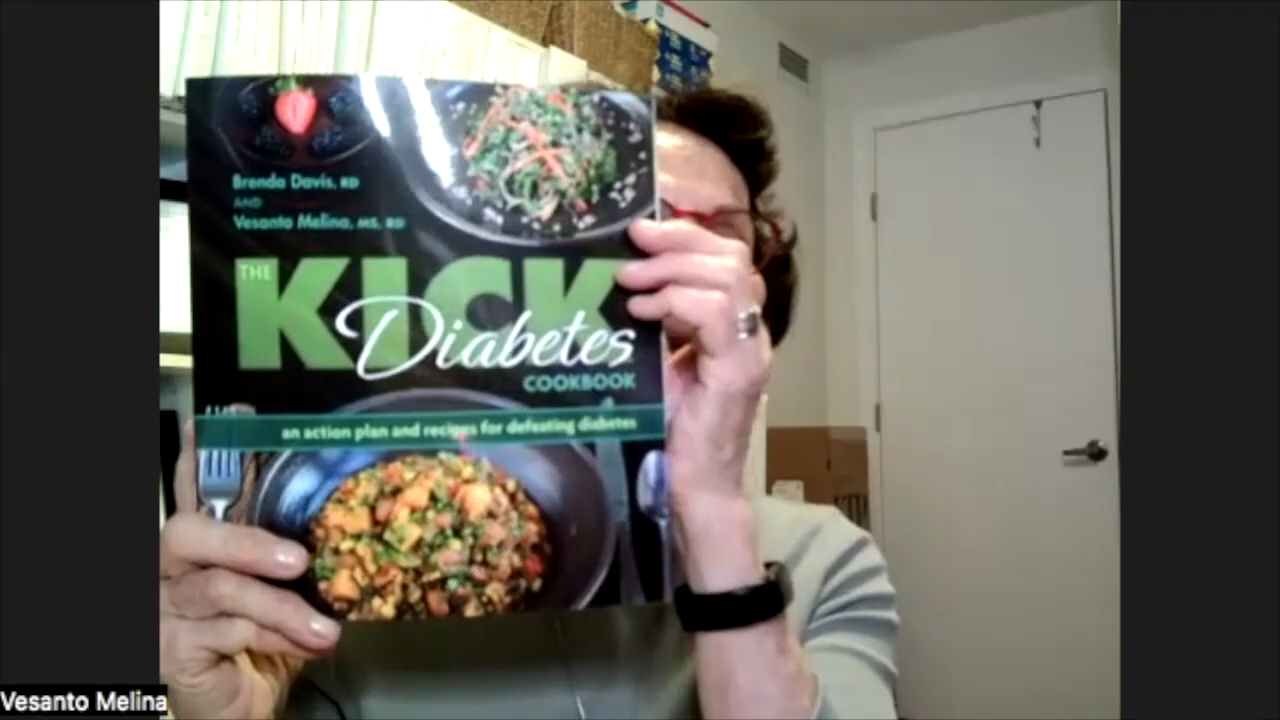 Brenda Davis, RD
AND
Vesanto Melina, MS, RD
THE
KICK
Diabetes
COOKBOOK
an action plan and recipes for defeating diabetes
Vesanto Melina